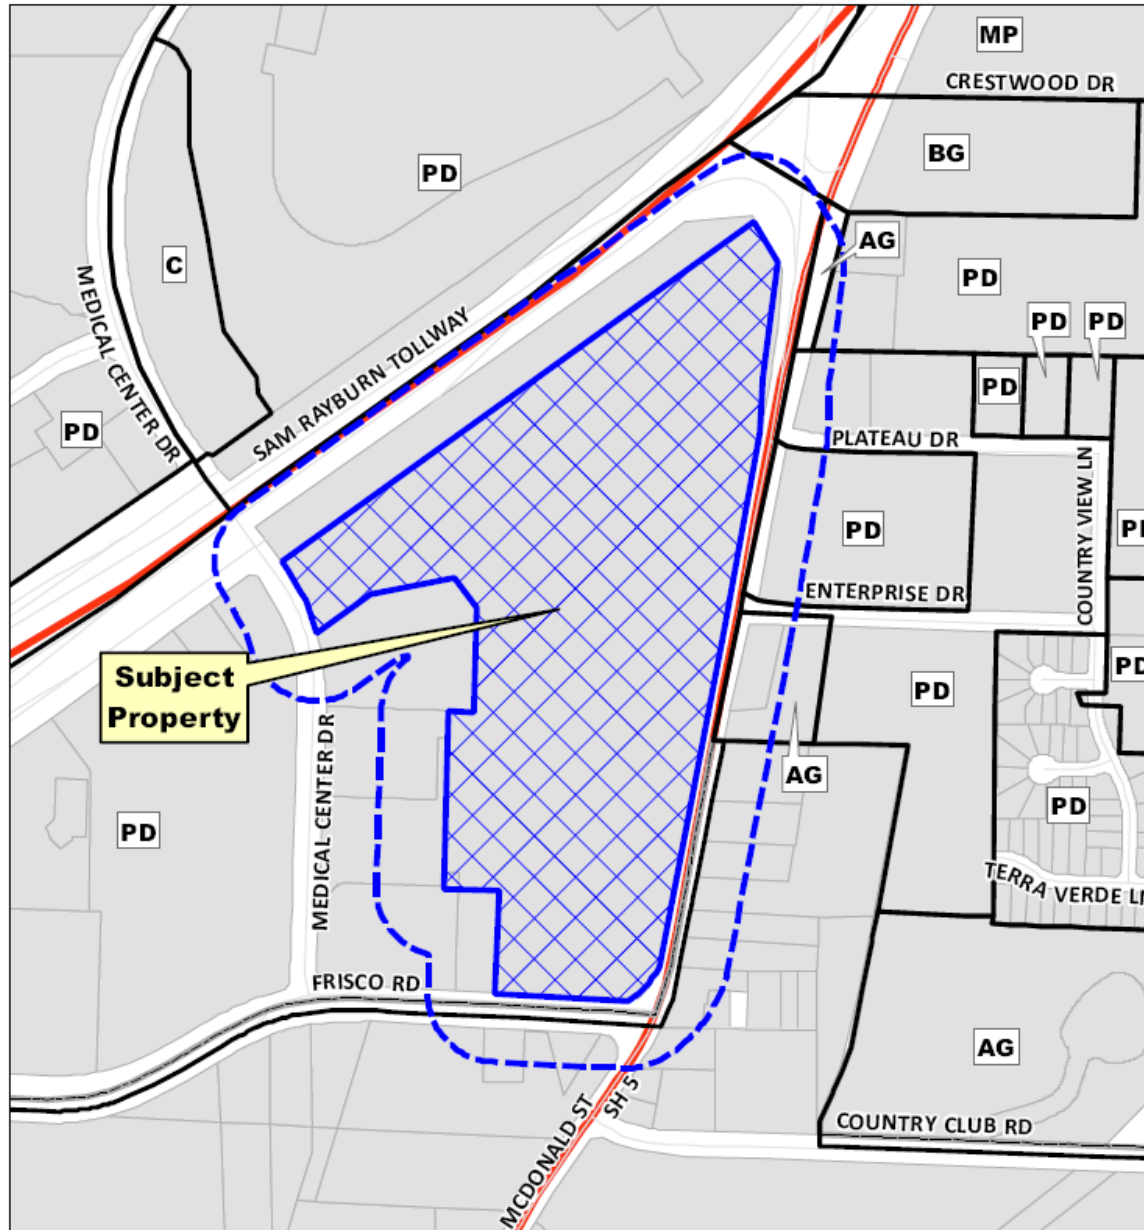 MP
CRESTWOOD DR
BG
PD
AG
C
PD
MEDICAL CENTER DR
SAM RAYBURN TOLLWAY
PD
PD
PD
PD
PLATEAU DR
COUNTRY VIEW LN
PD
PD
ENTERPRISE DR
Subject
Property
PD
PD
MEDICAL CENTER DR
AG
PD
PD
TERRA VERDE LN
FRISCO RD
AG
COUNTRY CLUB RD
MCDONALD ST
SH 5